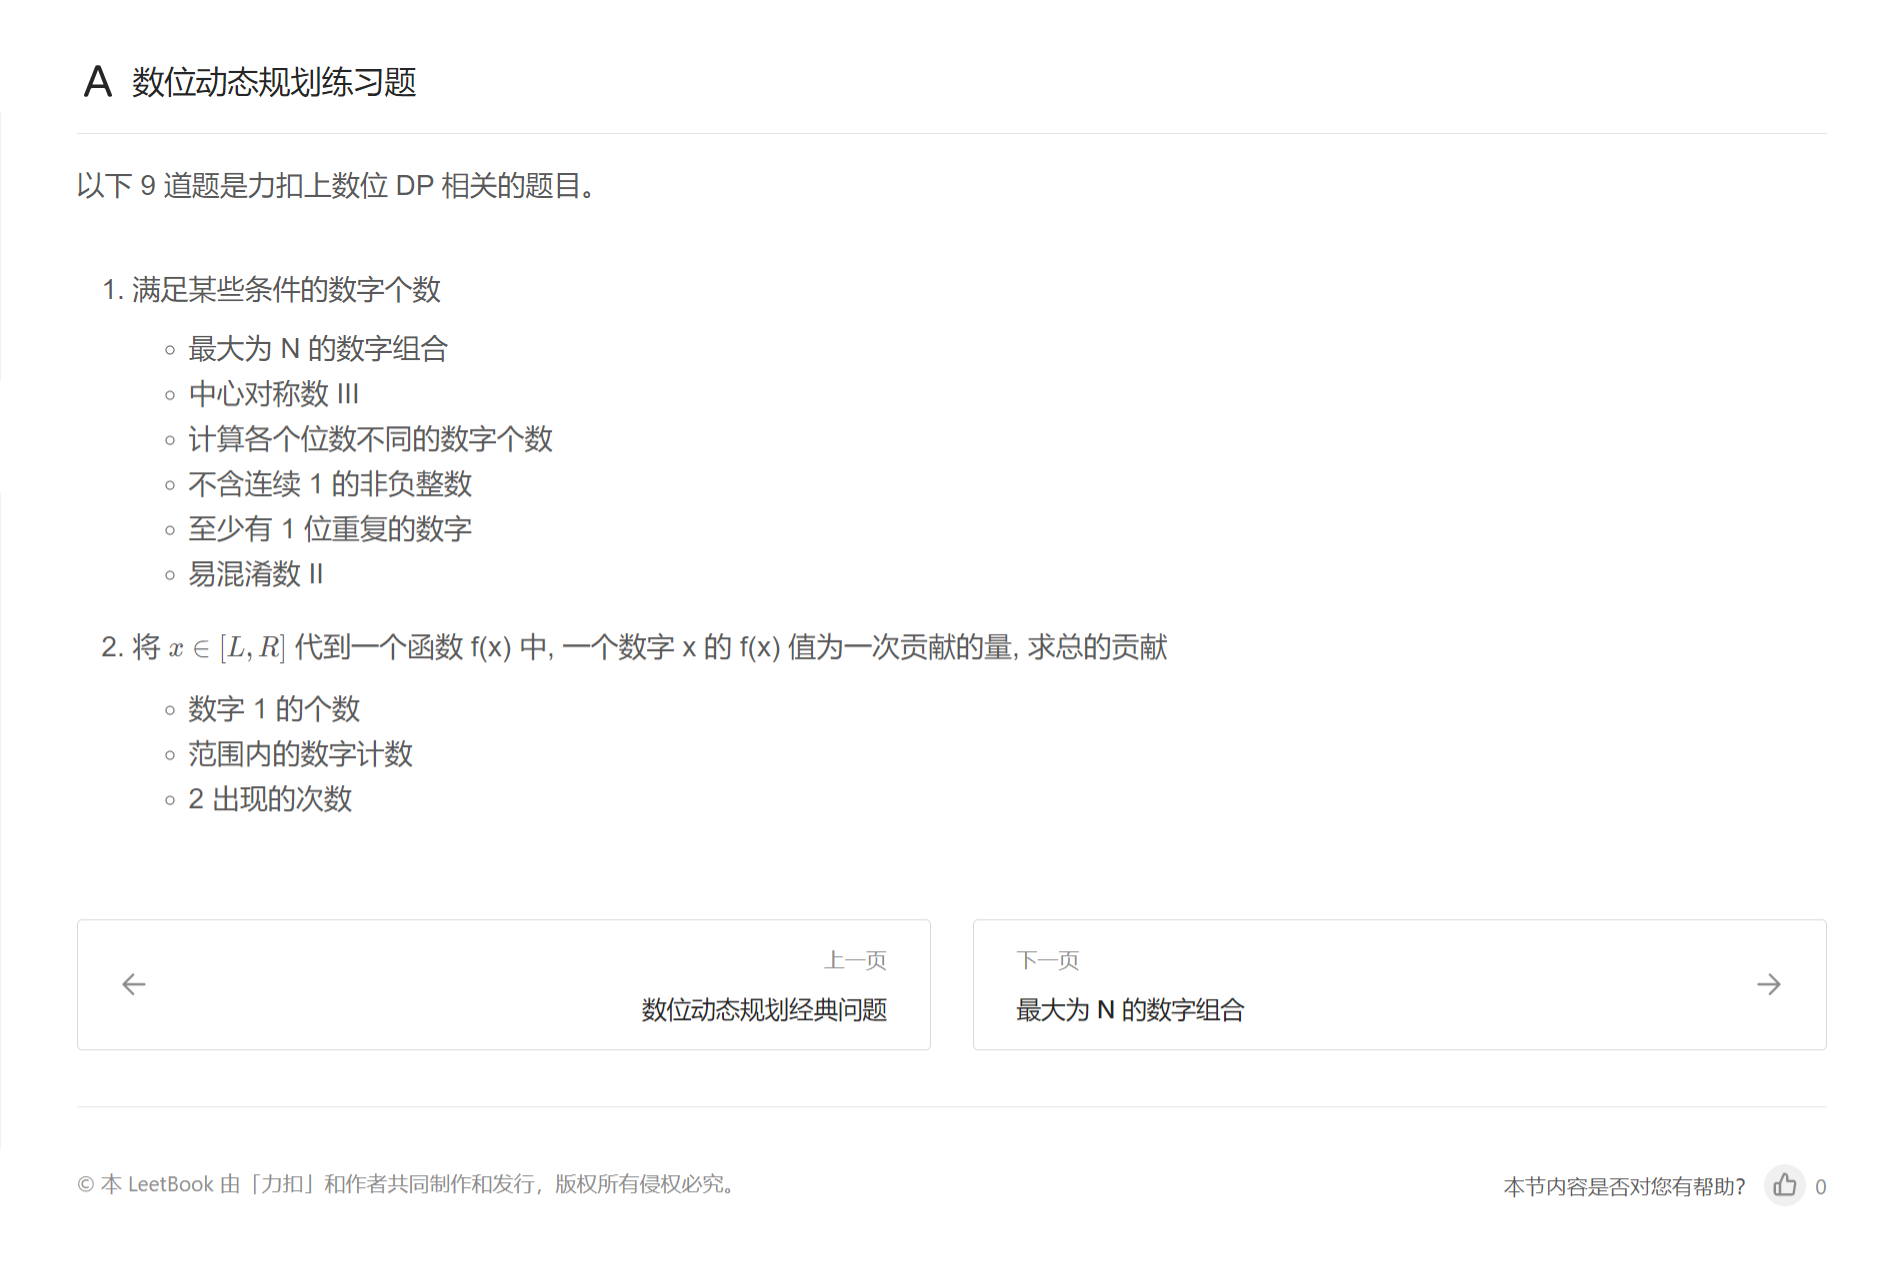 A 数位动态规划练习题
以下 9 道题是力扣上数位 DP 相关的题目。
1. 满足某些条件的数字个数
最大为 N 的数字组合
中心对称数 III
计算各个位数不同的数字个数
不含连续 1 的非负整数
至少有 1 位重复的数字
易混淆数 II
2. 将 x ∈ [L, R] 代到一个函数 f(x) 中, 一个数字 x 的 f(x) 值为一次贡献的量, 求总的贡献
数字 1 的个数
范围内的数字计数
2 出现的次数
上一页
数位动态规划经典问题
下一页
最大为 N 的数字组合
© 本 LeetBook 由「力扣」和作者共同制作和发行，版权所有侵权必究。
本节内容是否对您有帮助？ 0